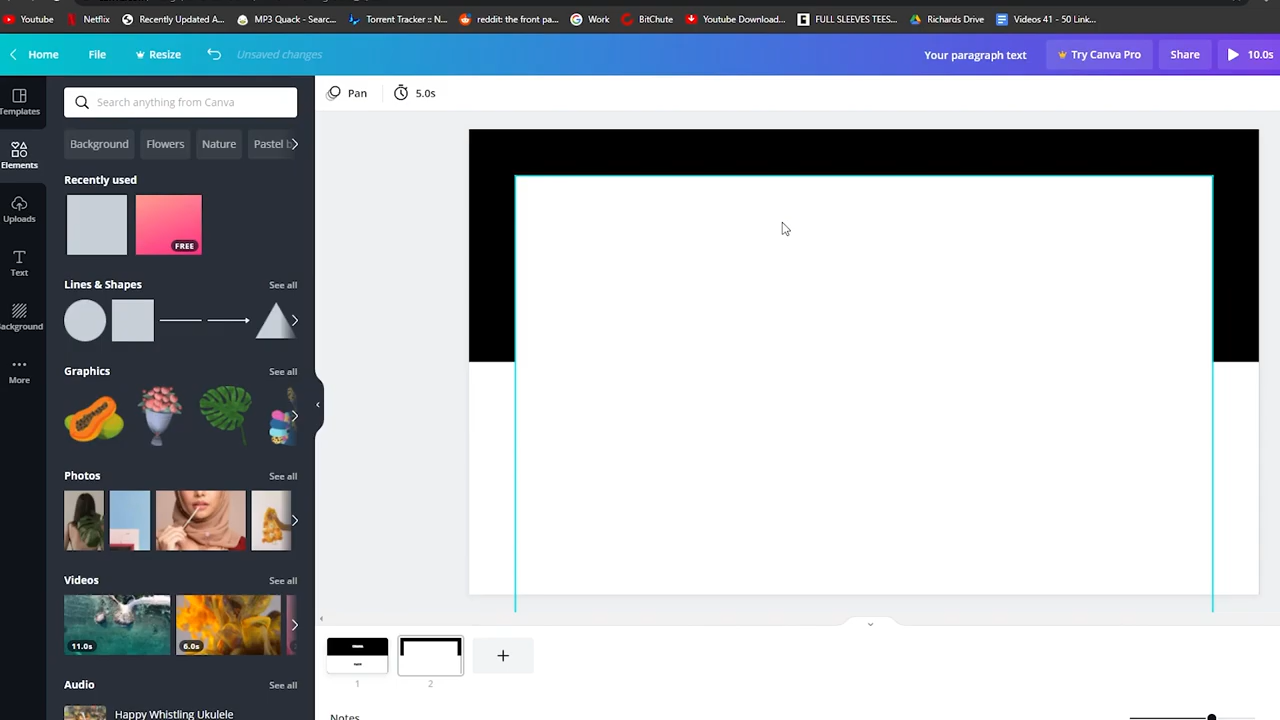 Youtube
Netflix
Recently Updated A...
MP3 Quack - Searc...
Torrent Tracker :: N...
reddit: the front pa...
Work
BitChute
Youtube Download...
FULL SLEEVES TEES...
Richards Drive
Videos 41 - 50 Link...
Home
File
Resize
Unsaved changes
Your paragraph text
Try Canva Pro
Share
10.0s
Templates
Elements
Uploads
Text
Background
More
Search anything from Canva
Background
Flowers
Nature
Pastel b
Recently used
FREE
Lines & Shapes
See all
Graphics
See all
Photos
See all
Videos
See all
11.0s
6.0s
Audio
See all
Happy Whistling Ukulele
Pan
5.0s
1
2
Notes